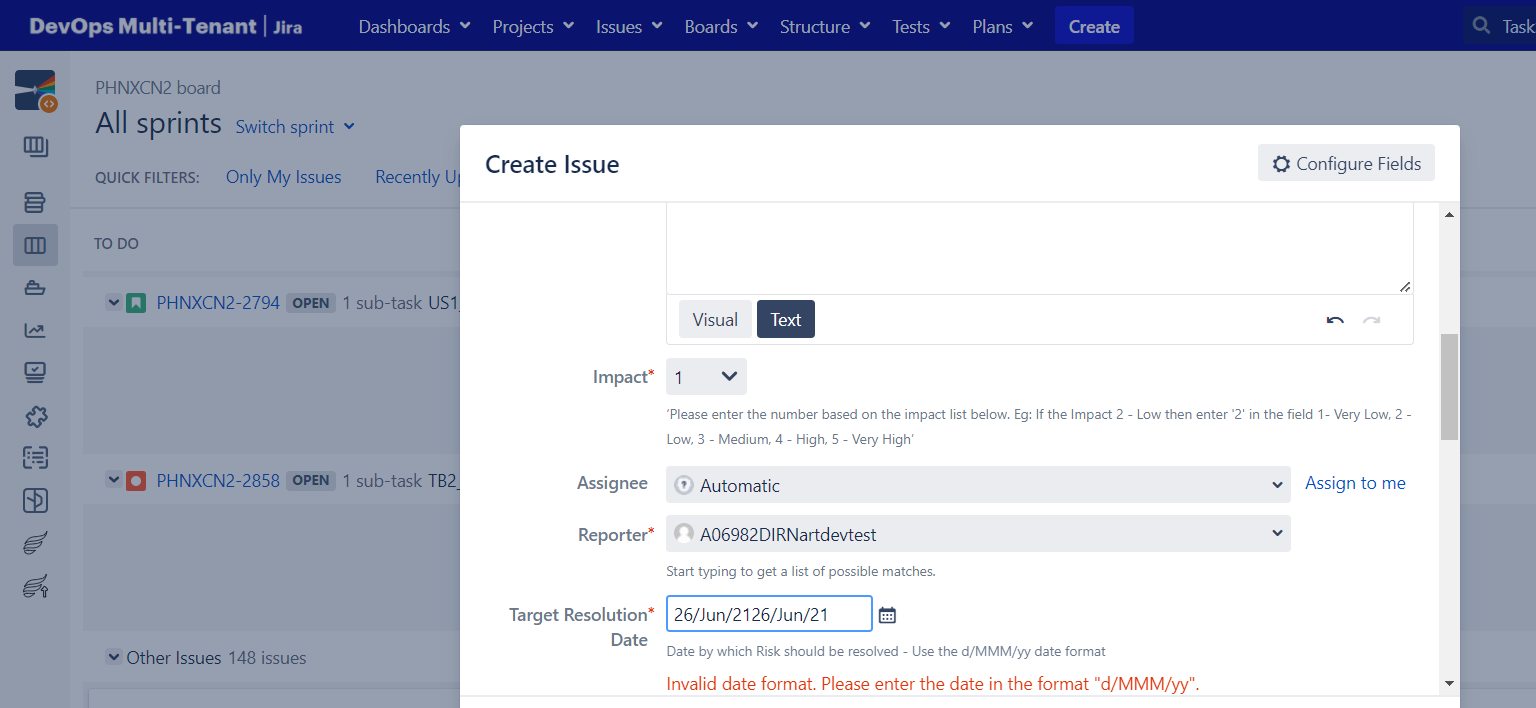 DevOps Multi-Tenant | Jira Dashboards Projects Issues Boards Structure Tests Plans Create Task
PHNXCN2 board
All sprints Switch sprint
QUICK FILTERS: Only My Issues Recently
Create Issue Configure Fields
TO DO
PHNXCN2-2794 OPEN 1 sub-task US1_
Visual Text
Impact* 1
'Please enter the number based on the impact list below. Eg: If the Impact 2 - Low then enter '2' in the field 1- Very Low, 2 -
Low, 3 - Medium, 4 - High, 5 - Very High'
PHNXCN2-2858 OPEN 1 sub-task TB2_
Assignee Automatic Assign to me
Reporter* A06982DIRNartdevtest
Start typing to get a list of possible matches.
Target Resolution* 26/Jun/2126/Jun/21
Date
Date by which Risk should be resolved - Use the d/MMM/yy date format
Other Issues 148 issues
Invalid date format. Please enter the date in the format "d/MMM/yy".